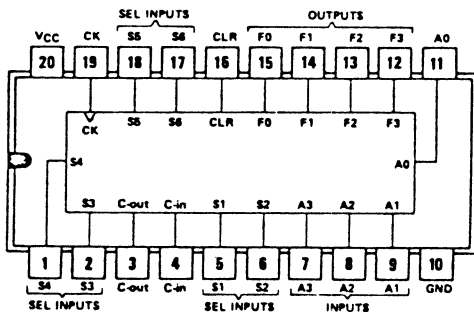 SEL INPUTS OUTPUTS
VCC CK S5 S6 CLR F0 F1 F2 F3 A0
20 19 18 17 16 15 14 13 12 11
CK S5 S6 CLR F0 F1 F2 F3
S4 A0
S3 C-out C-in S1 S2 A3 A2 A1
1 2 3 4 5 6 7 8 9 10
S4 S3 C-out C-in S1 S2 A3 A2 A1 GND
SEL INPUTS SEL INPUTS INPUTS